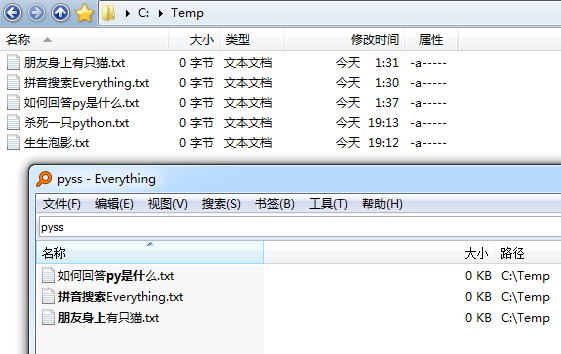 C: Temp
名称 大小 类型 修改时间 属性
朋友身上有只猫.txt 0 字节 文本文档 今天 1:31 -a-----
拼音搜索Everything.txt 0 字节 文本文档 今天 1:30 -a-----
如何回答py是什么.txt 0 字节 文本文档 今天 1:37 -a-----
杀死一只python.txt 0 字节 文本文档 今天 19:13 -a-----
生生泡影.txt 0 字节 文本文档 今天 19:12 -a-----
pyss - Everything
文件(F) 编辑(E) 视图(V) 搜索(S) 书签(B) 工具(T) 帮助(H)
pyss
名称 大小 路径
如何回答py是什么.txt 0 KB C:\Temp
拼音搜索Everything.txt 0 KB C:\Temp
朋友身上有只猫.txt 0 KB C:\Temp